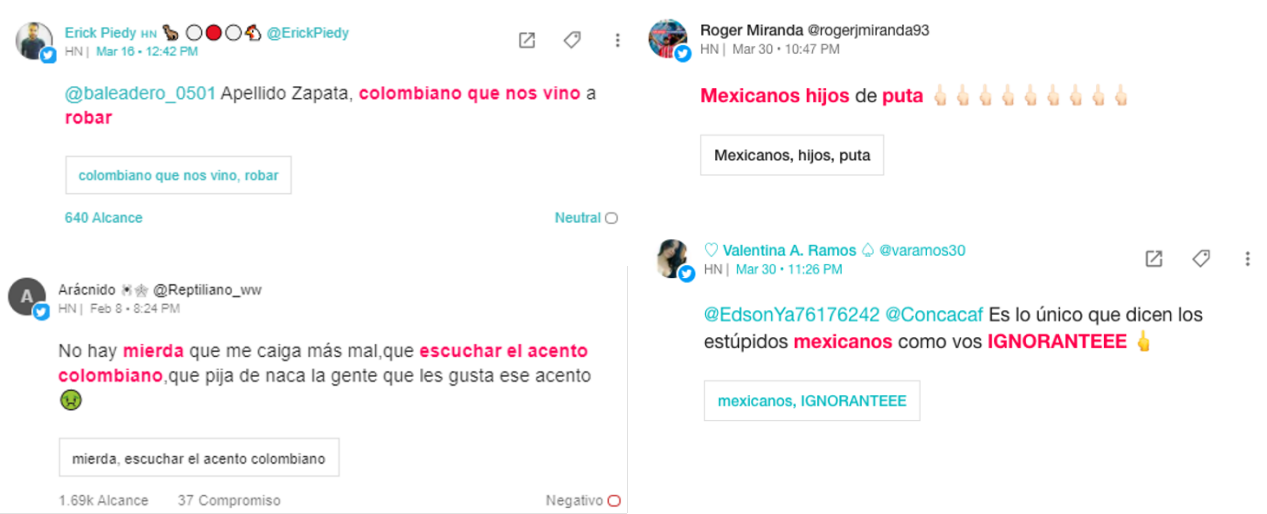 Erick Piedy HN 🐕‍🦺 ⚪🔴⚪🐔 @ErickPiedy
HN | Mar 16 • 12:42 PM
@baleadero_0501 Apellido Zapata, colombiano que nos vino a
robar
colombiano que nos vino, robar
640 Alcance
Neutral
A
Arácnido 🕷🕸 @Reptiliano_ww
HN | Feb 8 • 8:24 PM
No hay mierda que me caiga más mal,que escuchar el acento
colombiano,que pija de naca la gente que les gusta ese acento
🤢
mierda, escuchar el acento colombiano
1.69k Alcance 37 Compromiso
Negativo
Roger Miranda @rogerjmiranda93
HN | Mar 30 • 10:47 PM
Mexicanos hijos de puta 🖕🏻🖕🏻🖕🏻🖕🏻🖕🏻🖕🏻🖕🏻🖕🏻🖕🏻
Mexicanos, hijos, puta
♡ Valentina A. Ramos ♤ @varamos30
HN | Mar 30 • 11:26 PM
@EdsonYa76176242 @Concacaf Es lo único que dicen los
estúpidos mexicanos como vos IGNORANTEEE 🖕
mexicanos, IGNORANTEEE